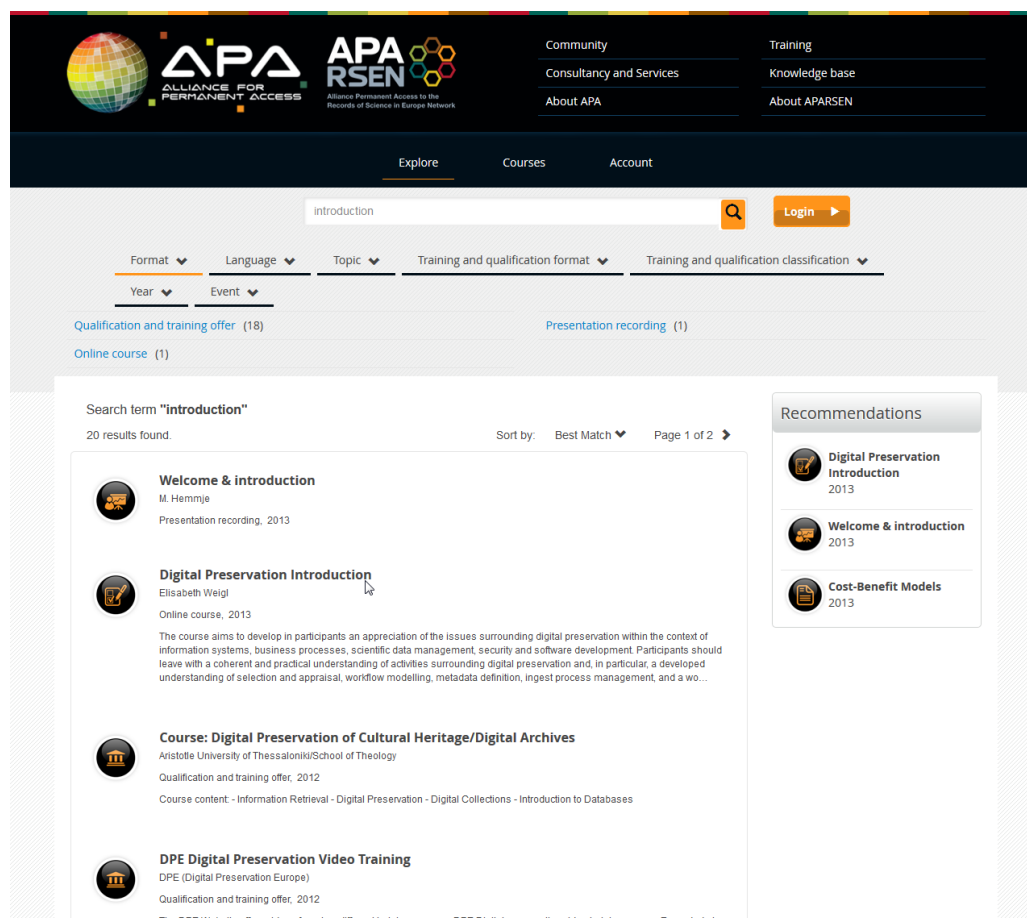 APA
ALLIANCE FOR
PERMANENT ACCESS
APA
RSEN
Alliance Permanent Access to the
Records of Science in Europe Network
Community
Training
Consultancy and Services
Knowledge base
About APA
About APARSEN
Explore
Courses
Account
introduction
Login
Format
Language
Topic
Training and qualification format
Training and qualification classification
Year
Event
Qualification and training offer (18)
Presentation recording (1)
Online course (1)
Search term "introduction"
20 results found.
Sort by: Best Match
Page 1 of 2
Welcome & introduction
M. Hemmje
Presentation recording, 2013
Digital Preservation Introduction
Elisabeth Weigl
Online course, 2013
The course aims to develop in participants an appreciation of the issues surrounding digital preservation within the context of
information systems, business processes, scientific data management, security and software development. Participants should
leave with a coherent and practical understanding of activities surrounding digital preservation and, in particular, a developed
understanding of selection and appraisal, workflow modelling, metadata definition, ingest process management, and a wo...
Course: Digital Preservation of Cultural Heritage/Digital Archives
Aristotle University of Thessaloniki/School of Theology
Qualification and training offer, 2012
Course content: - Information Retrieval - Digital Preservation - Digital Collections - Introduction to Databases
DPE Digital Preservation Video Training
DPE (Digital Preservation Europe)
Qualification and training offer, 2012
Recommendations
Digital Preservation
Introduction
2013
Welcome & introduction
2013
Cost-Benefit Models
2013